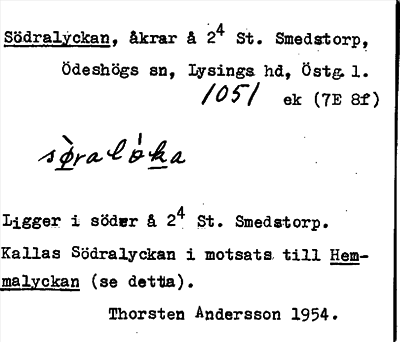 Södralyckan, åkrar å 2⁴ St. Smedstorp,
Ödeshögs sn, Lysings hd, Östg. l.
1051 ek (7E 8f)
sø̀raló̵ka
Ligger i söder å 2⁴ St. Smedstorp.
Kallas Södralyckan i motsats till Hem-
malyckan (se detta).
Thorsten Andersson 1954.